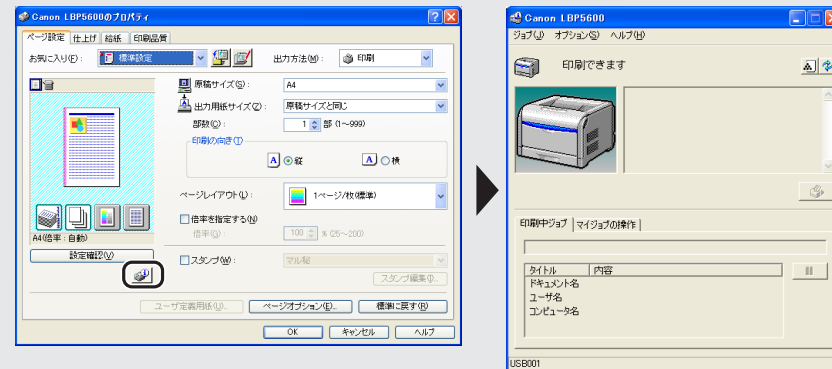 Canon LBP5600のプロパティ
ページ設定 仕上げ 給紙 印刷品質
お気に入り(F): 標準設定 出力方法(M): 印刷
原稿サイズ(S): A4
出力用紙サイズ(Z): 原稿サイズと同じ
部数(C): 1 部 (1～999)
印刷の向き(T)
A 縦 A 横
ページレイアウト(L): 1ページ/枚(標準)
倍率を指定する(N)
倍率(Q): 100 % (25～200)
A4(倍率:自動)
設定確認(V)
スタンプ(W): マル秘
スタンプ編集(I)...
ユーザ定義用紙(U)... ページオプション(E)... 標準に戻す(R)
OK キャンセル ヘルプ
Canon LBP5600
ジョブ(J) オプション(S) ヘルプ(H)
印刷できます
印刷中ジョブ マイジョブの操作
タイトル 内容
ドキュメント名
ユーザ名
コンピュータ名
USB001